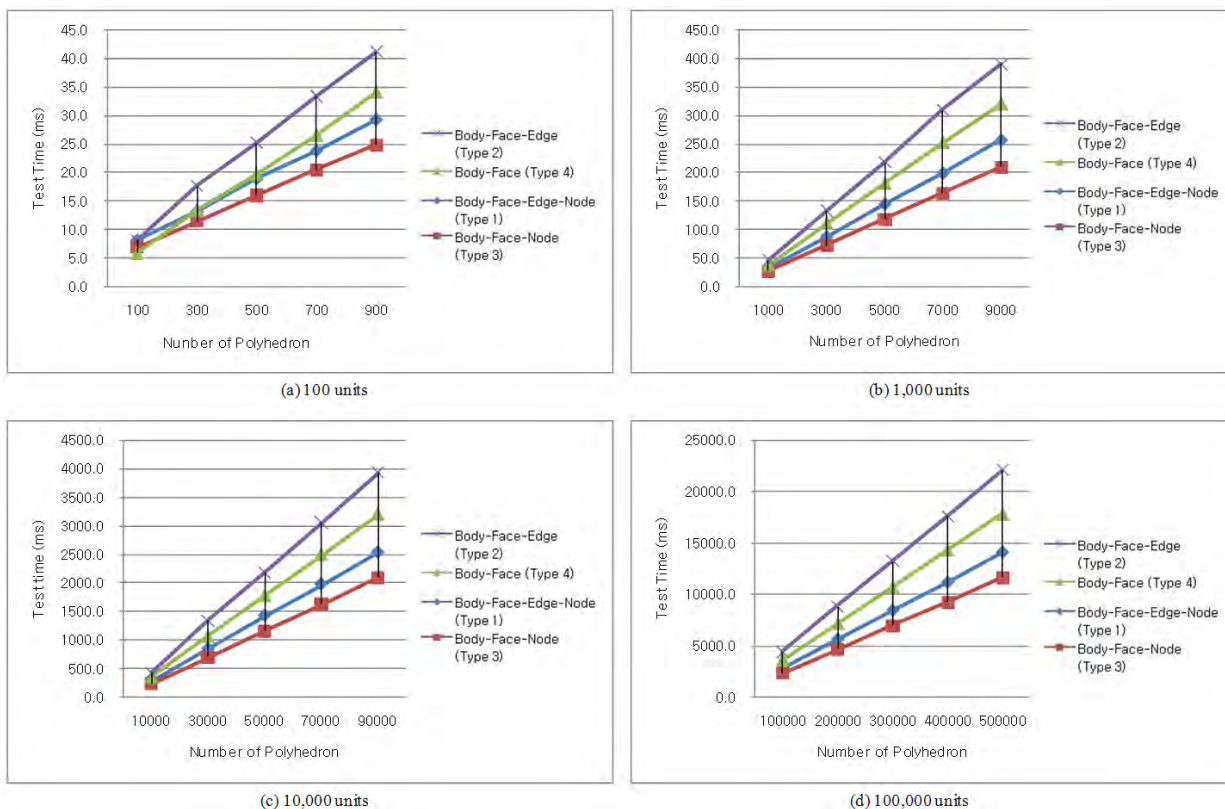 45.0
40.0
35.0
30.0
25.0
20.0
15.0
10.0
5.0
0.0
Test Time (ms)
100 300 500 700 900
Nunber of Polyhedron
Body-Face-Edge
(Type 2)
Body-Face (Type 4)
Body-Face-Edge-Node
(Type 1)
Body-Face-Node
(Type 3)
(a) 100 units
450.0
400.0
350.0
300.0
250.0
200.0
150.0
100.0
50.0
0.0
Test Time (ms)
1000 3000 5000 7000 9000
Number of Polyhedron
Body-Face-Edge
(Type 2)
Body-Face (Type 4)
Body-Face-Edge-Node
(Type 1)
Body-Face-Node
(Type 3)
(b) 1,000 units
4500.0
4000.0
3500.0
3000.0
2500.0
2000.0
1500.0
1000.0
500.0
0.0
Test time (ms)
10000 30000 50000 70000 90000
Number of Polyhedron
Body-Face-Edge
(Type 2)
Body-Face (Type 4)
Body-Face-Edge-Node
(Type 1)
Body-Face-Node
(Type 3)
(c) 10,000 units
25000.0
20000.0
15000.0
10000.0
5000.0
0.0
Test Time (ms)
100000 200000 300000 400000 500000
Number of Polyhedron
Body-Face-Edge
(Type 2)
Body-Face (Type 4)
Body-Face-Edge-Node
(Type 1)
Body-Face-Node
(Type 3)
(d) 100,000 units